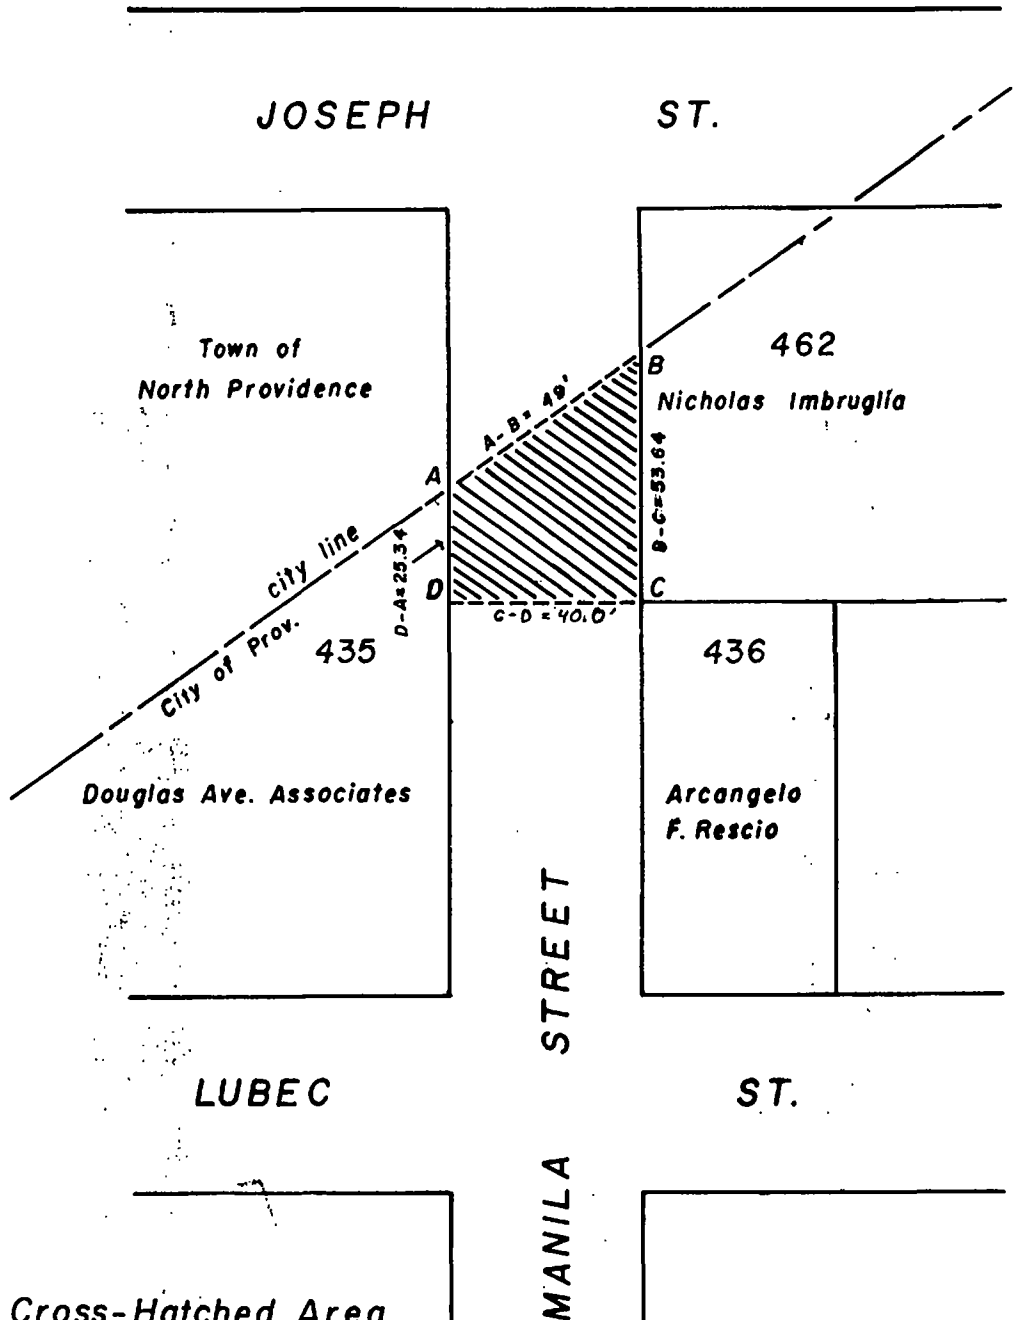 JOSEPH ST.
Town of
North Providence
462
Nicholas Imbruglia
A-B = 49'
B
A
B-C=53.64
city line
City of Prov.
D-A=25.34
D
C
C-D = 40.0'
435
436
Douglas Ave. Associates
Arcangelo
F. Rescio
MANILA STREET
LUBEC ST.
Cross-Hatched Area